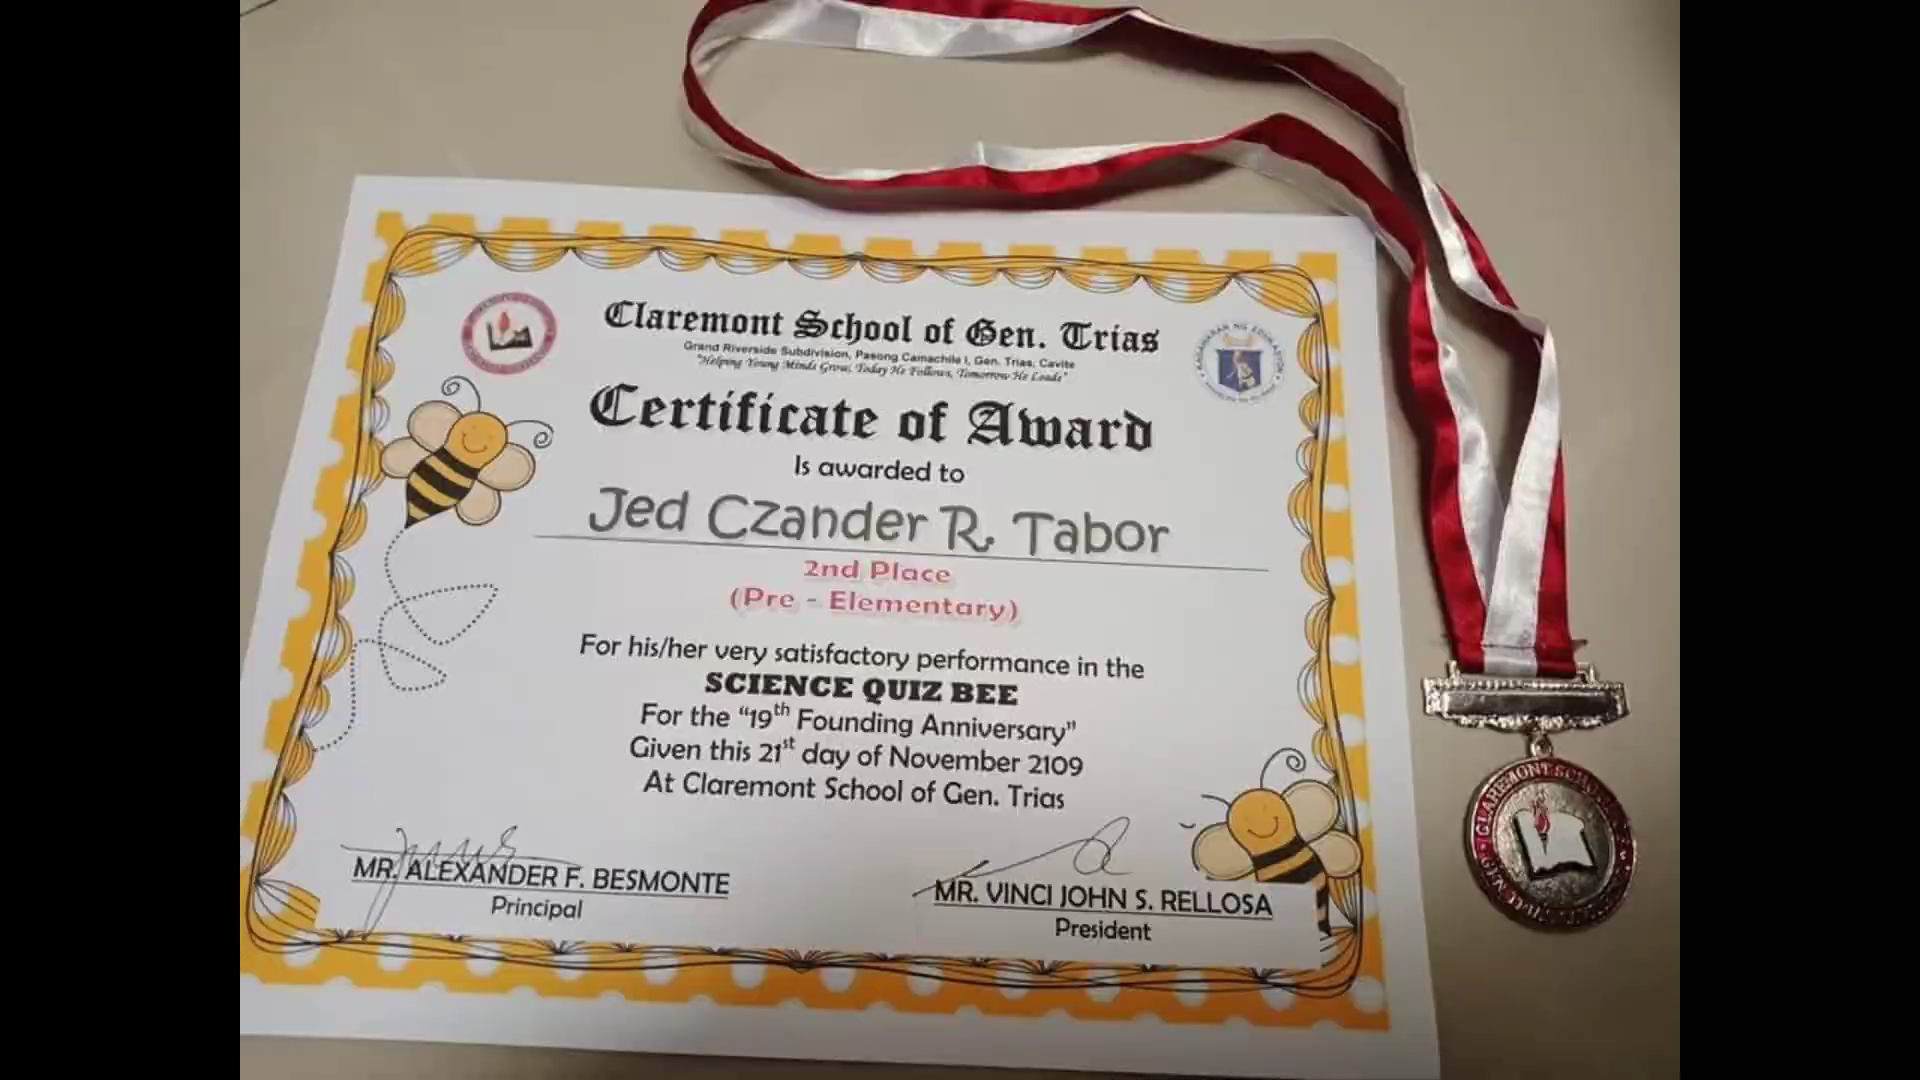 Claremont School of Gen. Trias
Grand Riverside Subdivision, Pasong Camachile I, Gen. Trias, Cavite
"Helping Young Minds Grow, Today He Follows, Tomorrow He Leads"
Certificate of Award
Is awarded to
Jed Czander R. Tabor
2nd Place
(Pre - Elementary)
For his/her very satisfactory performance in the
SCIENCE QUIZ BEE
For the "19th Founding Anniversary"
Given this 21st day of November 2109
At Claremont School of Gen. Trias
MR. ALEXANDER F. BESMONTE
Principal
MR. VINCI JOHN S. RELLOSA
President
CLAREMONT SCHOOL